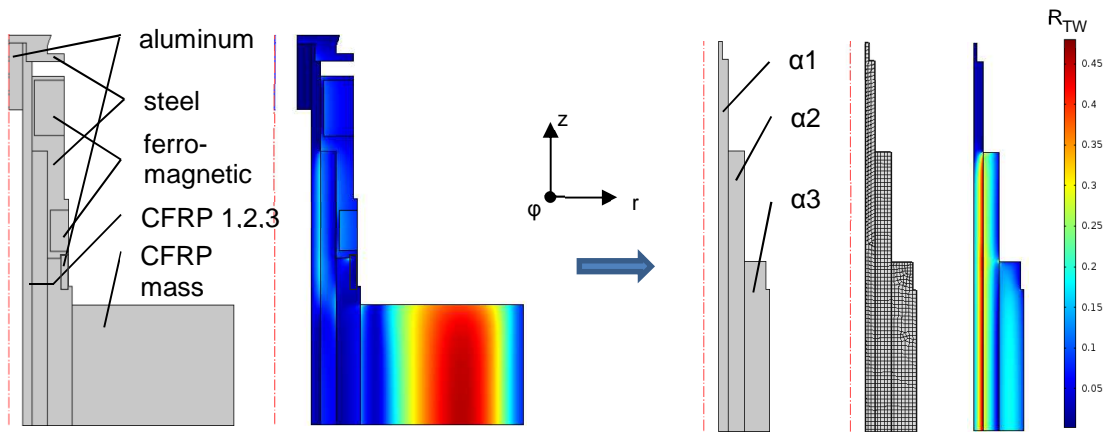 aluminum
steel
ferro-
magnetic
CFRP 1,2,3
CFRP
mass
z
φ
r
α1
α2
α3
R_TW
0.45
0.4
0.35
0.3
0.25
0.2
0.15
0.1
0.05